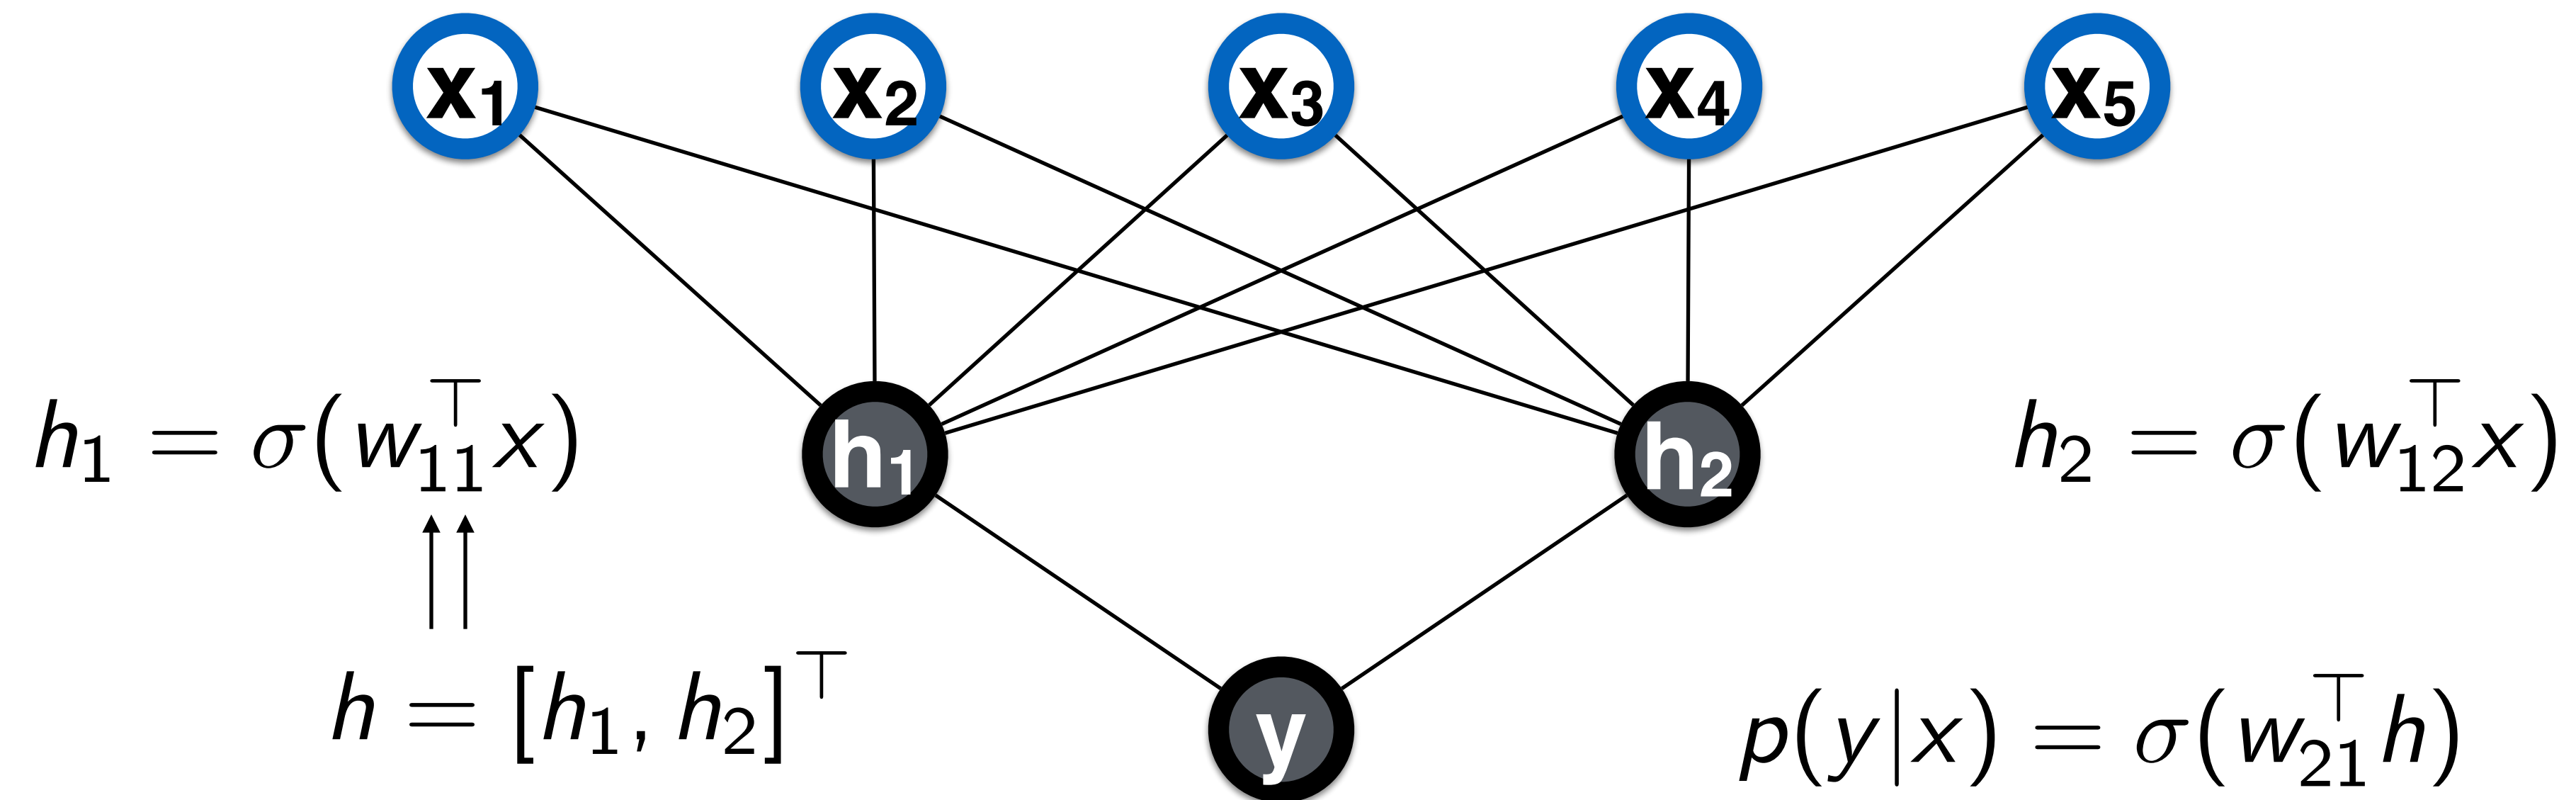 x₁ x₂ x₃ x₄ x₅
h₁ = σ(w₁₁⊤x) h₁ h₂ h₂ = σ(w₁₂⊤x)
h = [h₁, h₂]⊤ y p(y|x) = σ(w₂₁⊤h)